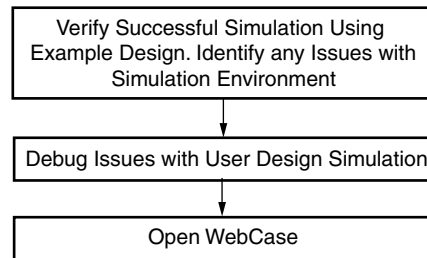 Verify Successful Simulation Using
Example Design. Identify any Issues with
Simulation Environment
Debug Issues with User Design Simulation
Open WebCase